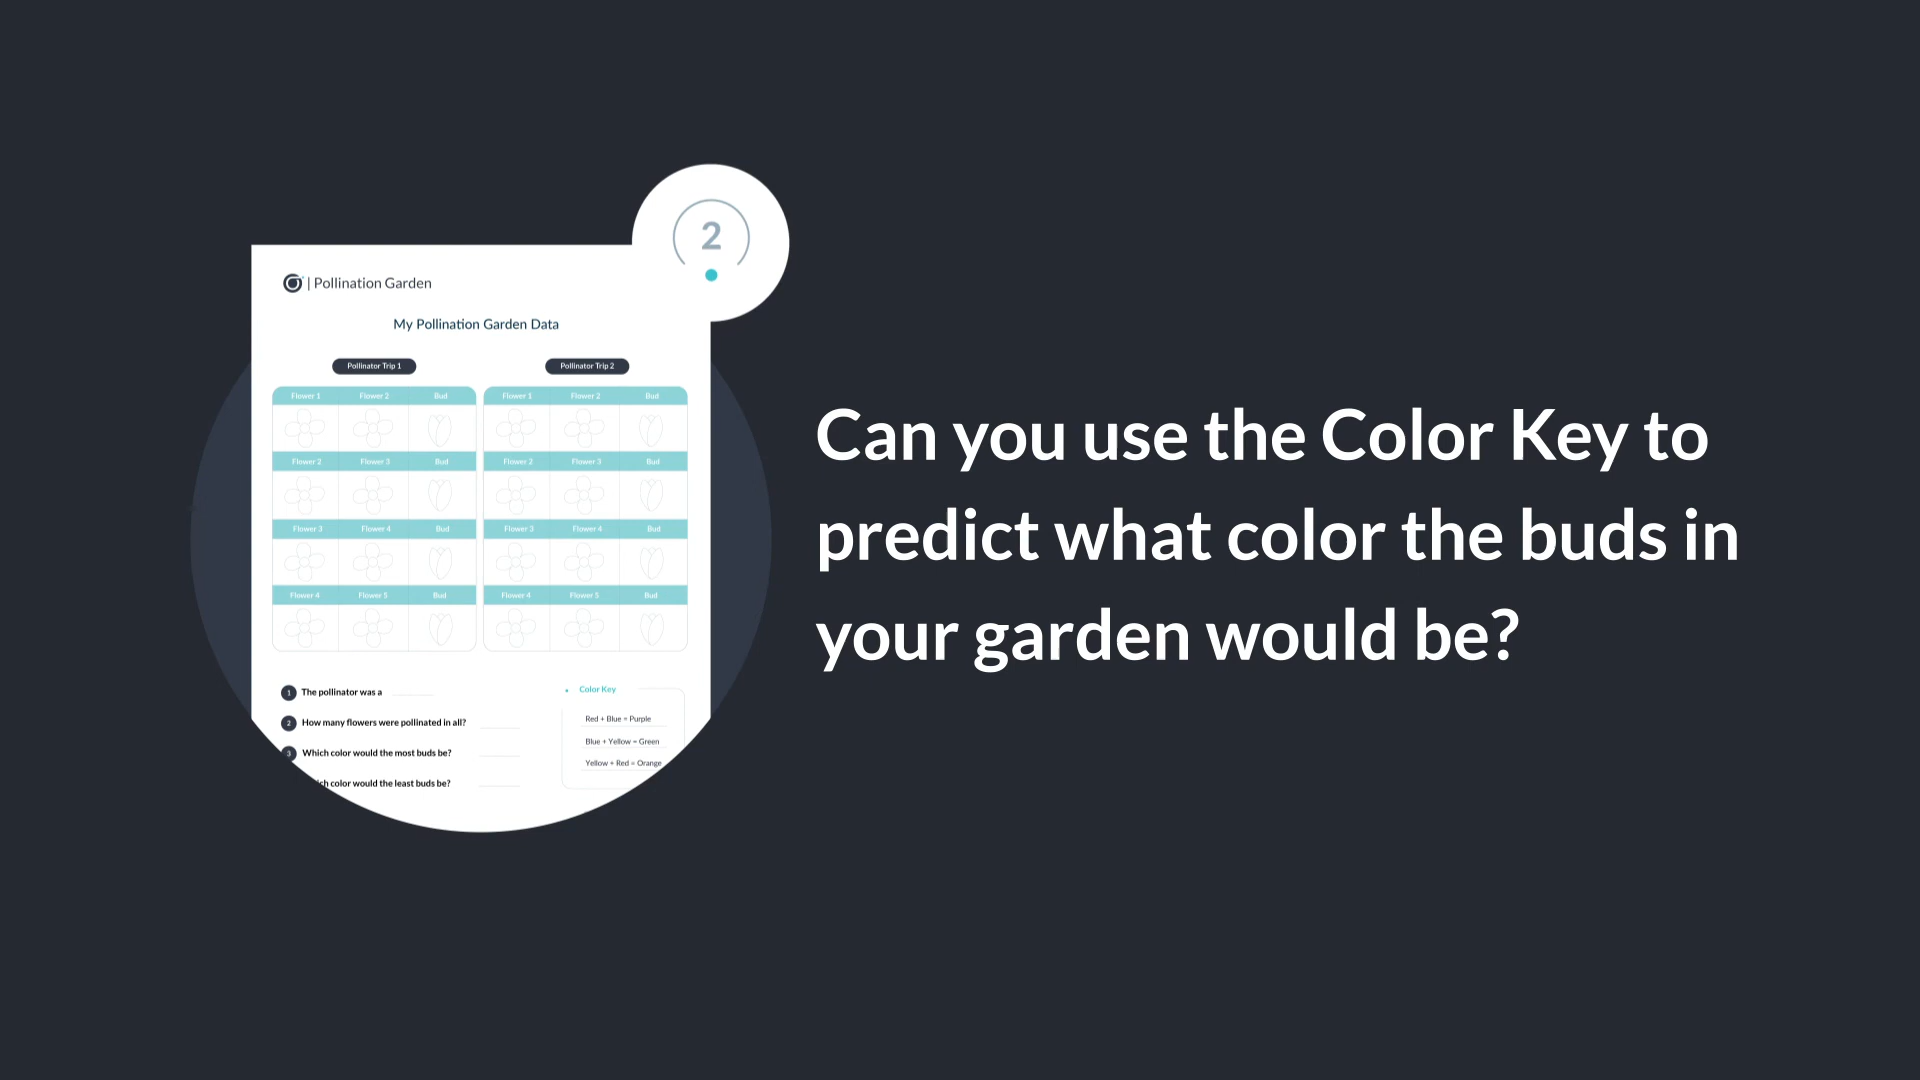 2
| Pollination Garden
My Pollination Garden Data
Pollinator Trip 1
Pollinator Trip 2
Flower 1 Flower 2 Bud
Flower 1 Flower 2 Bud
Flower 2 Flower 3 Bud
Flower 2 Flower 3 Bud
Flower 3 Flower 4 Bud
Flower 3 Flower 4 Bud
Flower 4 Flower 5 Bud
Flower 4 Flower 5 Bud
1 The pollinator was a
2 How many flowers were pollinated in all?
3 Which color would the most buds be?
color would the least buds be?
Color Key
Red + Blue = Purple
Blue + Yellow = Green
Yellow + Red = Orange
Can you use the Color Key to
predict what color the buds in
your garden would be?